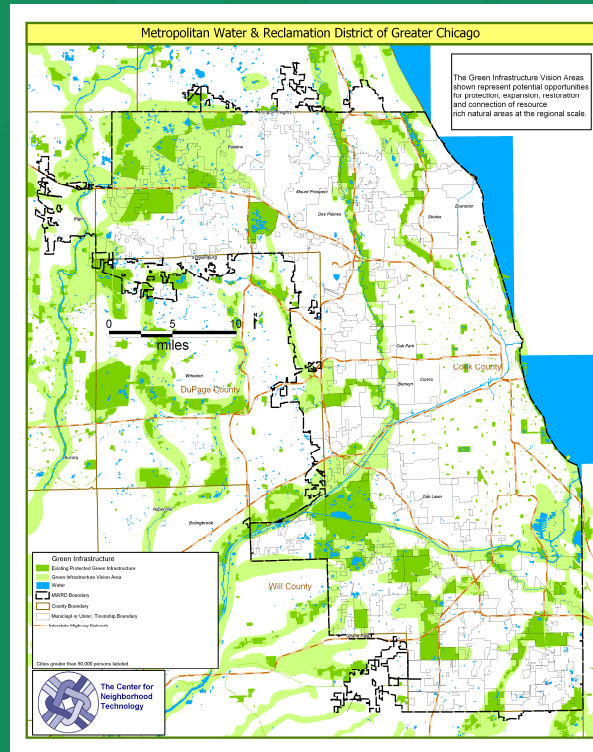 Metropolitan Water & Reclamation District of Greater Chicago
The Green Infrastructure Vision Areas
shown represent potential opportunities
for protection, expansion, restoration
and connection of resource
rich natural areas at the regional scale.
Palatine
Mount Prospect
Evanston
Des Plaines
Skokie
Elgin
Schaumburg
N
0 5 10
miles
Oak Park
Cook County
Wheaton
Cicero
Berwyn
DuPage County
Aurora
Oak Lawn
Naperville
Bolingbrook
Will County
Green Infrastructure
Existing Protected Green Infrastructure
Green Infrastructure Vision Area
Water
MWRD Boundary
County Boundary
Municipal or Uninc. Township Boundary
Interstate Highway Network
Cities greater than 50,000 persons labeled
The Center for
Neighborhood
Technology